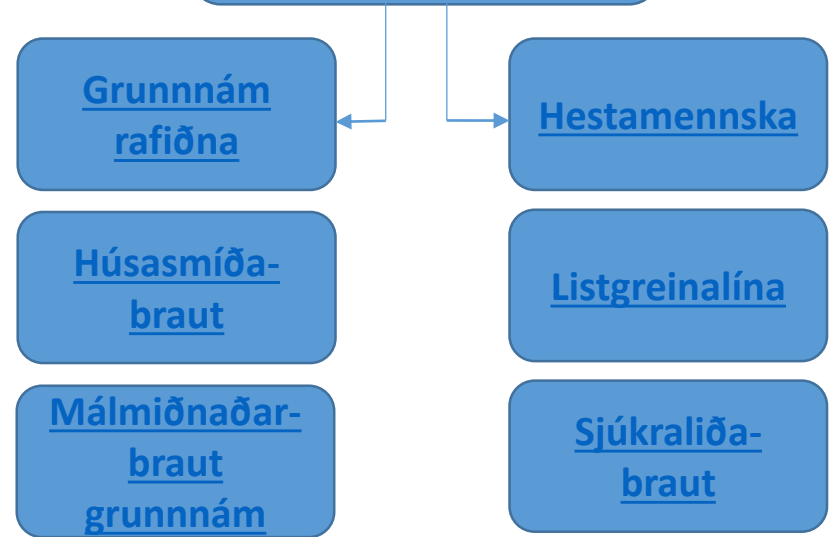 Grunnnám
rafiðna
Hestamennska
Húsasmíða-
braut
Listgreinalína
Málmiðnaðar-
braut
grunnnám
Sjúkraliða-
braut